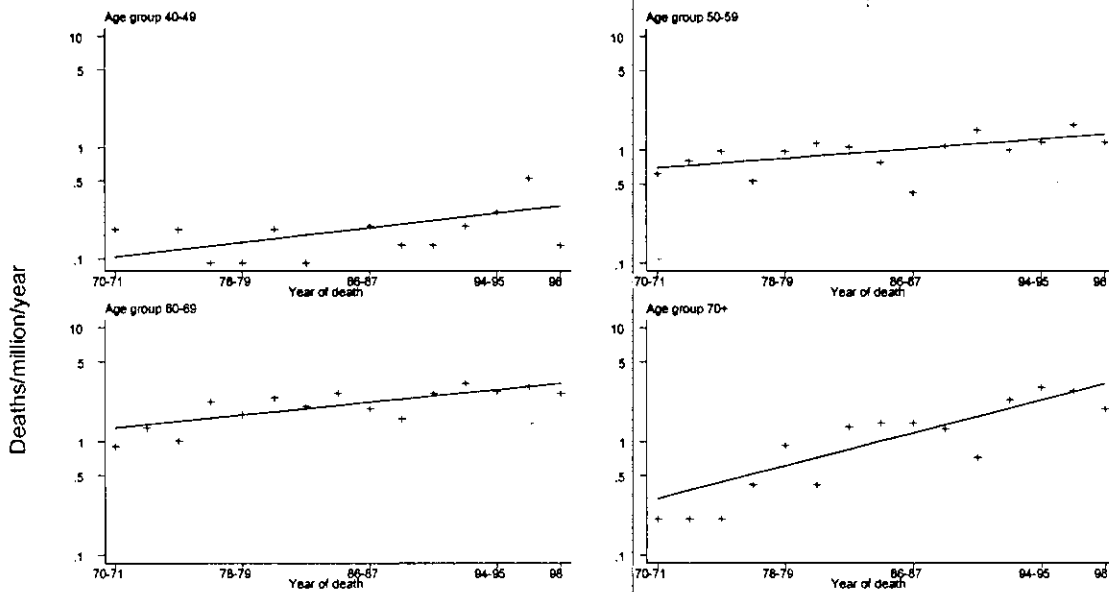 Deaths/million/year
Age group 40-49
10
5
1
.5
.1
70-71 78-79 86-87 94-95 98
Year of death
Age group 50-59
10
5
1
.5
.1
70-71 78-79 86-87 94-95 98
Year of death
Age group 60-69
10
5
1
.5
.1
70-71 78-79 86-87 94-95 98
Year of death
Age group 70+
10
5
1
.5
.1
70-71 78-79 86-87 94-95 98
Year of death